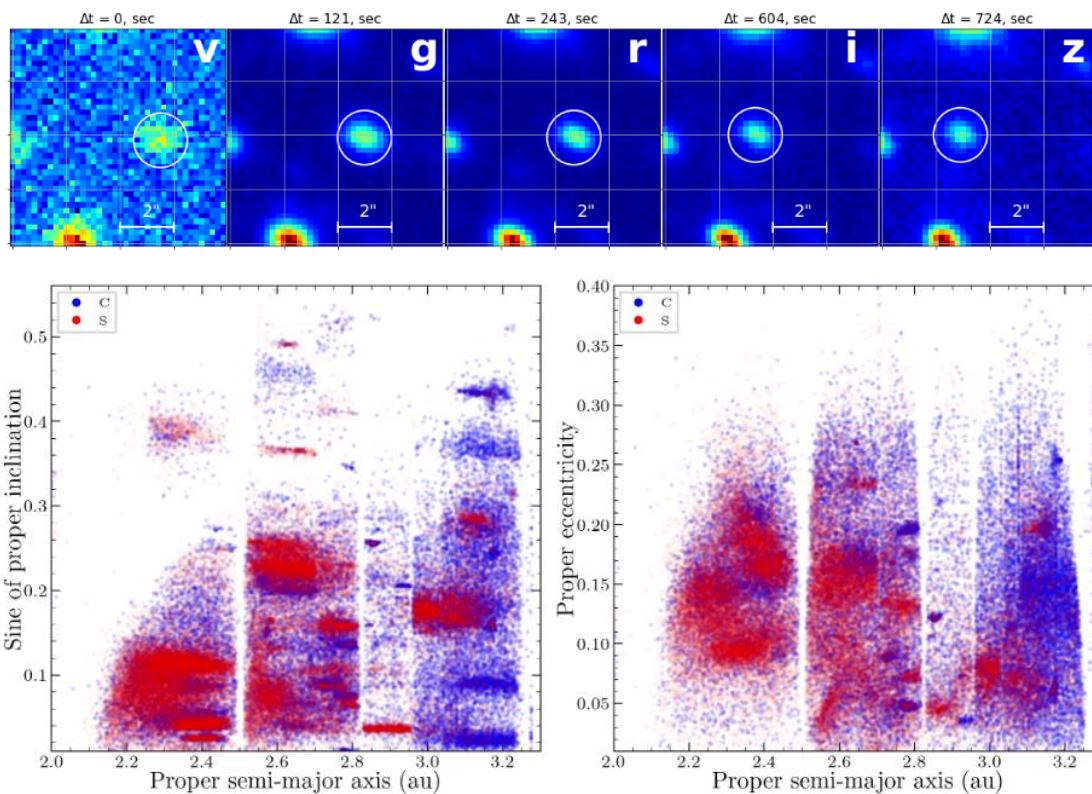 Δt = 0, sec
Δt = 121, sec
Δt = 243, sec
Δt = 604, sec
Δt = 724, sec
v
g
r
i
z
2"
2"
2"
2"
2"
C
S
0.5
0.4
0.3
0.2
0.1
Sine of proper inclination
2.0
2.2
2.4
2.6
2.8
3.0
3.2
Proper semi-major axis (au)
C
S
0.40
0.35
0.30
0.25
0.20
0.15
0.10
0.05
Proper eccentricity
2.0
2.2
2.4
2.6
2.8
3.0
3.2
Proper semi-major axis (au)